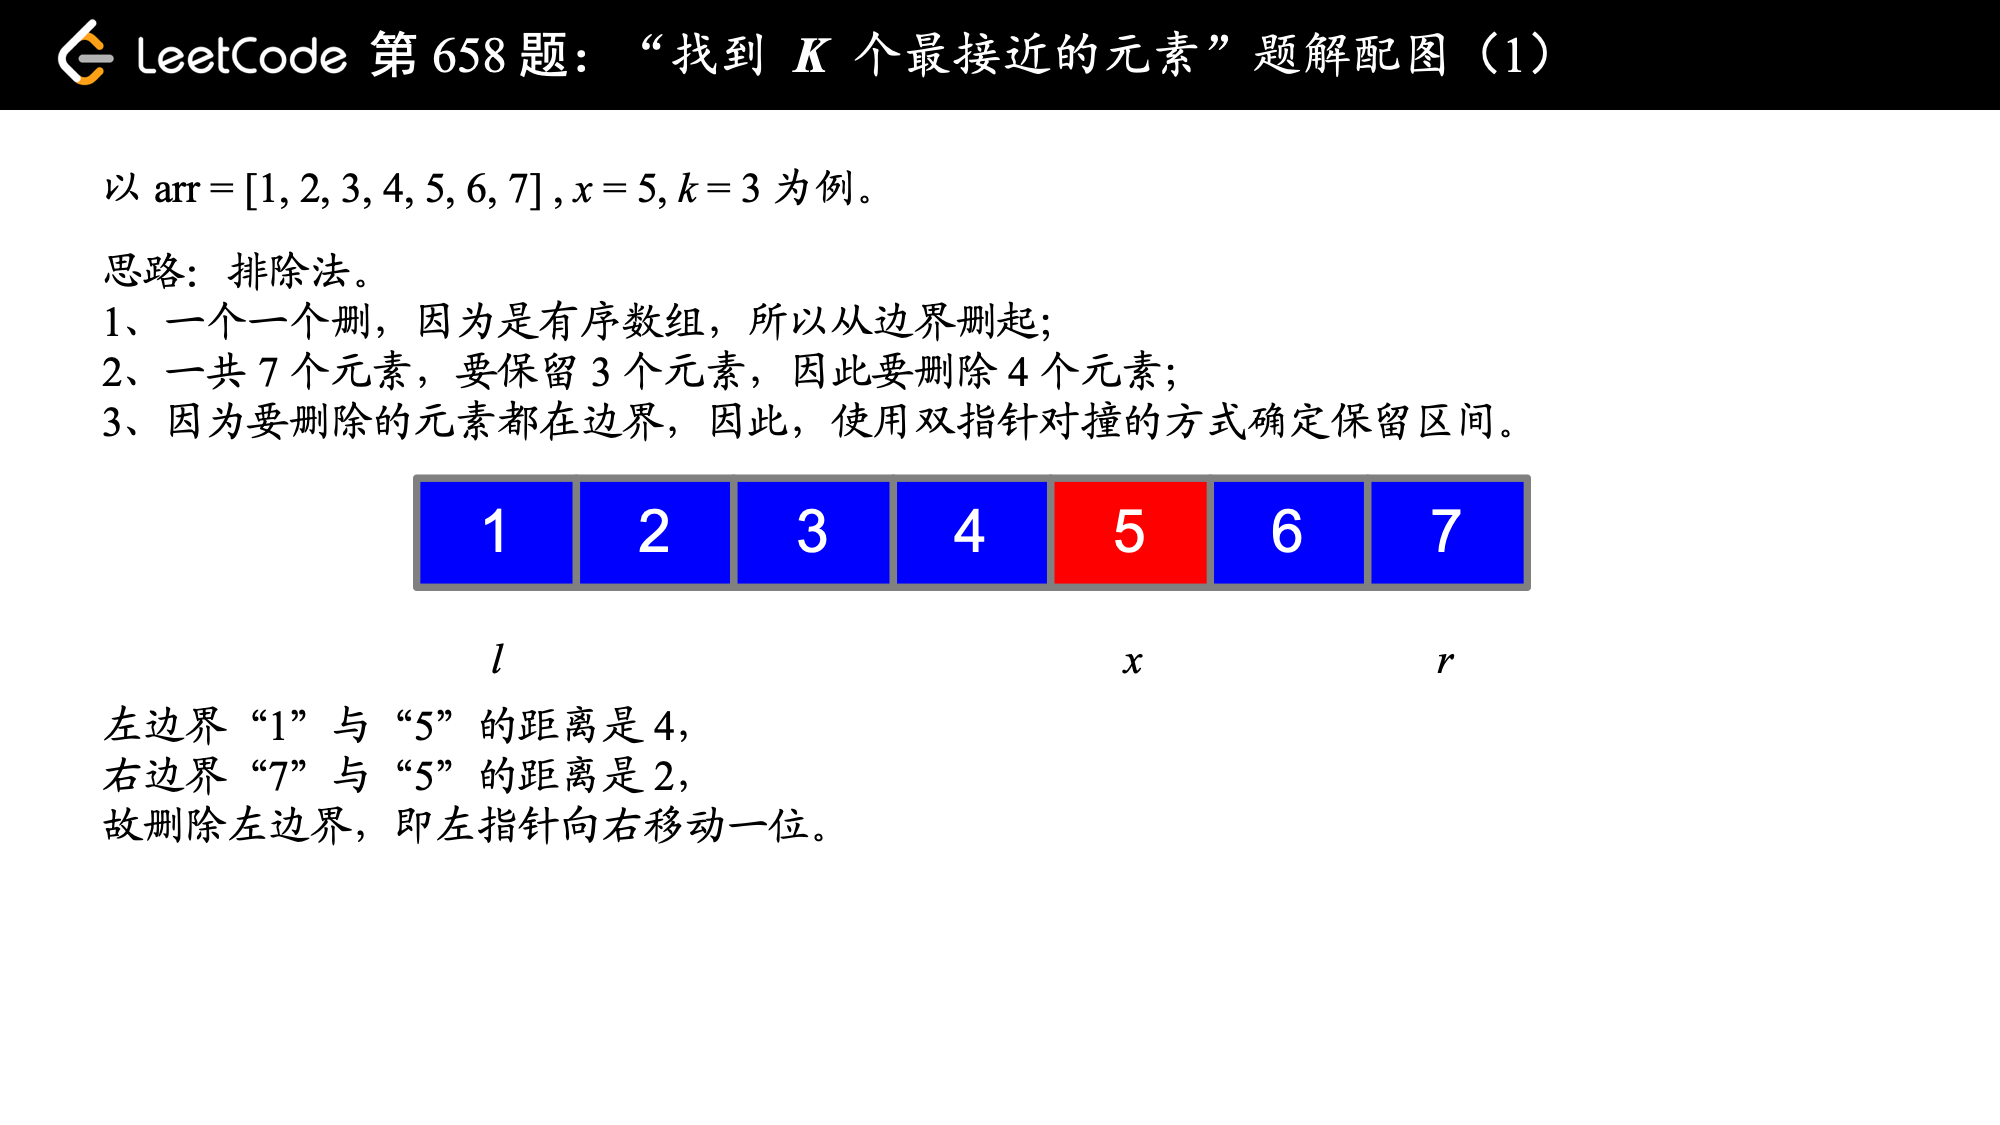 LeetCode 第 658 题：“找到 K 个最接近的元素”题解配图（1）
以 arr = [1, 2, 3, 4, 5, 6, 7] , x = 5, k = 3 为例。
思路：排除法。
1、一个一个删，因为是有序数组，所以从边界删起；
2、一共 7 个元素，要保留 3 个元素，因此要删除 4 个元素；
3、因为要删除的元素都在边界，因此，使用双指针对撞的方式确定保留区间。
1 2 3 4 5 6 7
l x r
左边界“1”与“5”的距离是 4，
右边界“7”与“5”的距离是 2，
故删除左边界，即左指针向右移动一位。